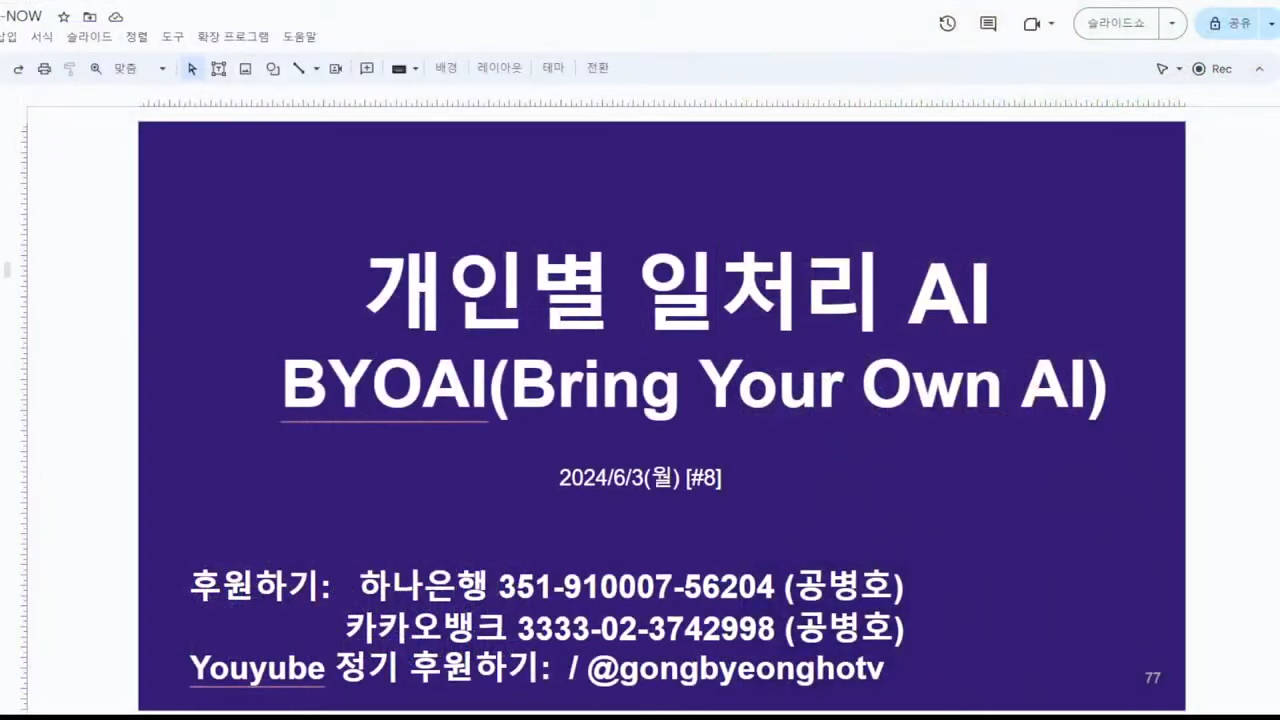 -NOW
슬라이드쇼
공유
삽입 서식 슬라이드 정렬 도구 확장 프로그램 도움말
맞춤 배경 레이아웃 테마 전환 Rec
개인별 일처리 AI
BYOAI(Bring Your Own AI)
2024/6/3(월) [#8]
후원하기: 하나은행 351-910007-56204 (공병호)
카카오뱅크 3333-02-3742998 (공병호)
Youyube 정기 후원하기: / @gongbyeonghotv
77